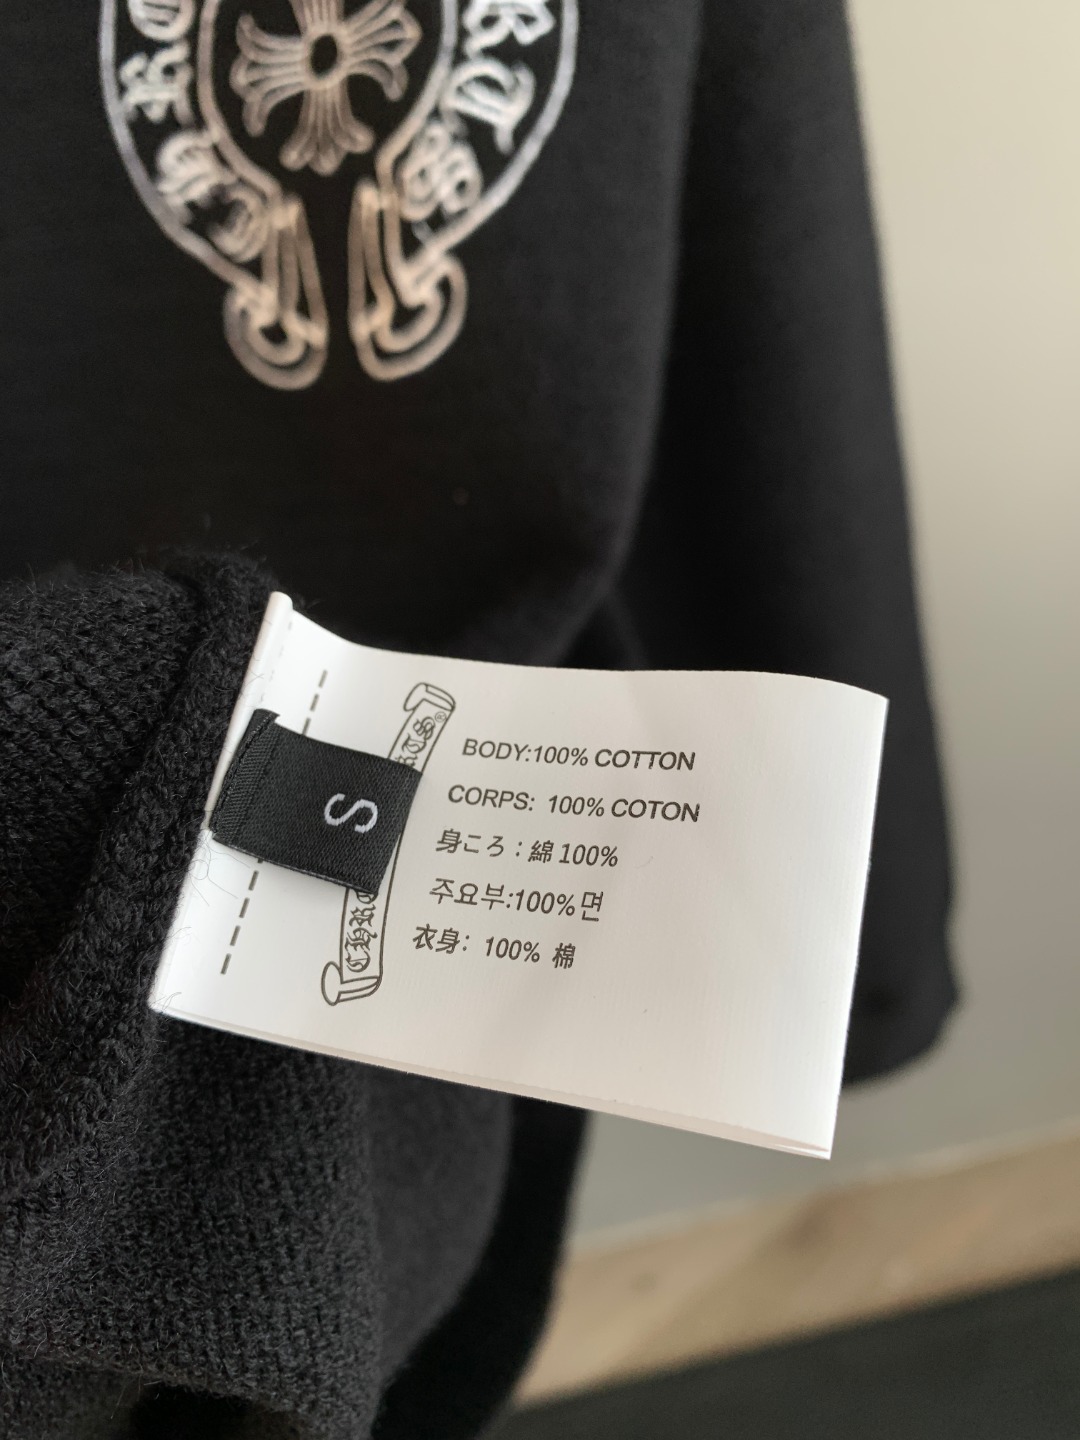 BODY:100% COTTON
CORPS: 100% COTON
身ころ：綿 100%
주요부:100%면
衣身: 100% 棉
S
®